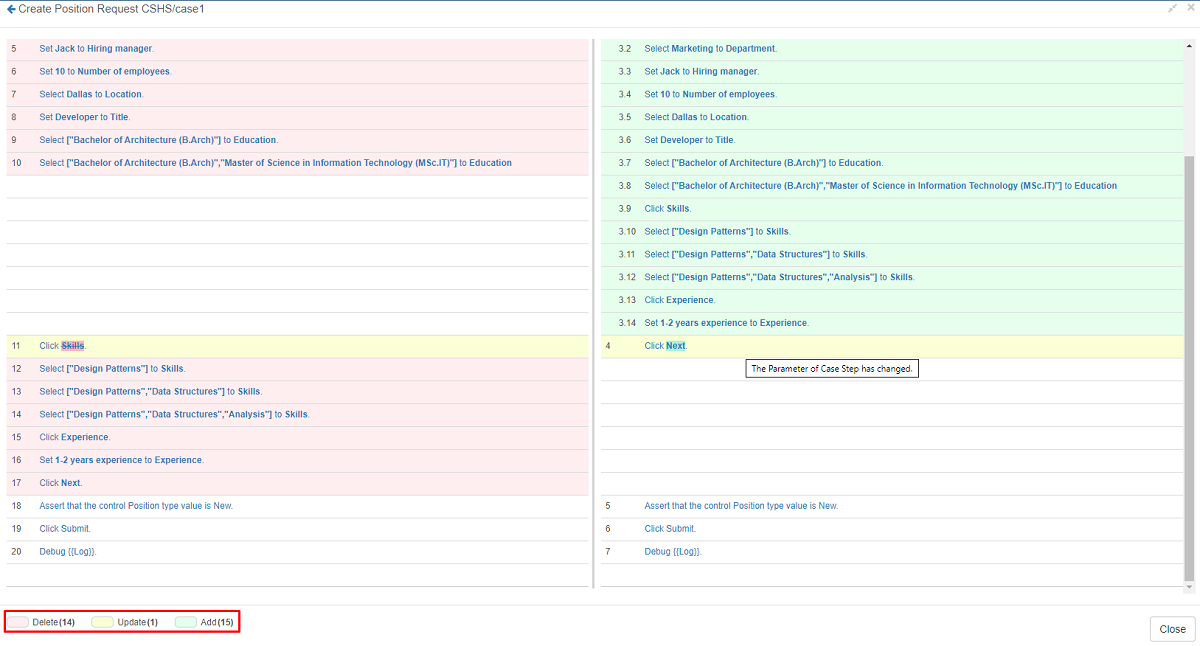 Create Position Request CSHS/case1
5 Set Jack to Hiring manager.
6 Set 10 to Number of employees.
7 Select Dallas to Location.
8 Set Developer to Title.
9 Select ["Bachelor of Architecture (B.Arch)"] to Education.
10 Select ["Bachelor of Architecture (B.Arch)","Master of Science in Information Technology (MSc.IT)"] to Education
11 Click Skills.
12 Select ["Design Patterns"] to Skills.
13 Select ["Design Patterns","Data Structures"] to Skills.
14 Select ["Design Patterns","Data Structures","Analysis"] to Skills.
15 Click Experience.
16 Set 1-2 years experience to Experience.
17 Click Next.
18 Assert that the control Position type value is New.
19 Click Submit.
20 Debug {{Log}}.
3.2 Select Marketing to Department.
3.3 Set Jack to Hiring manager.
3.4 Set 10 to Number of employees.
3.5 Select Dallas to Location.
3.6 Set Developer to Title.
3.7 Select ["Bachelor of Architecture (B.Arch)"] to Education.
3.8 Select ["Bachelor of Architecture (B.Arch)","Master of Science in Information Technology (MSc.IT)"] to Education
3.9 Click Skills.
3.10 Select ["Design Patterns"] to Skills.
3.11 Select ["Design Patterns","Data Structures"] to Skills.
3.12 Select ["Design Patterns","Data Structures","Analysis"] to Skills.
3.13 Click Experience.
3.14 Set 1-2 years experience to Experience.
4 Click Next.
The Parameter of Case Step has changed.
5 Assert that the control Position type value is New.
6 Click Submit.
7 Debug {{Log}}.
Delete(14) Update(1) Add(15)
Close